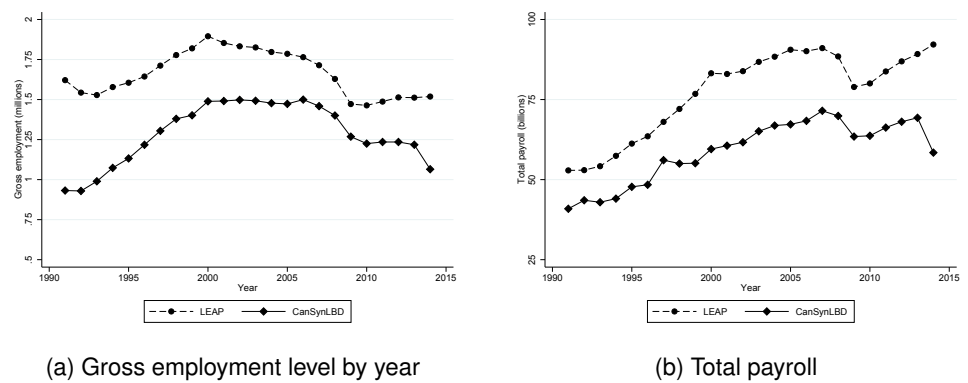 Gross employment (millions)
2
1.75
1.5
1.25
1
.75
.5
1990 1995 2000 2005 2010 2015
Year
LEAP CanSynLBD
(a) Gross employment level by year
Total payroll (billions)
100
75
50
25
1990 1995 2000 2005 2010 2015
Year
LEAP CanSynLBD
(b) Total payroll